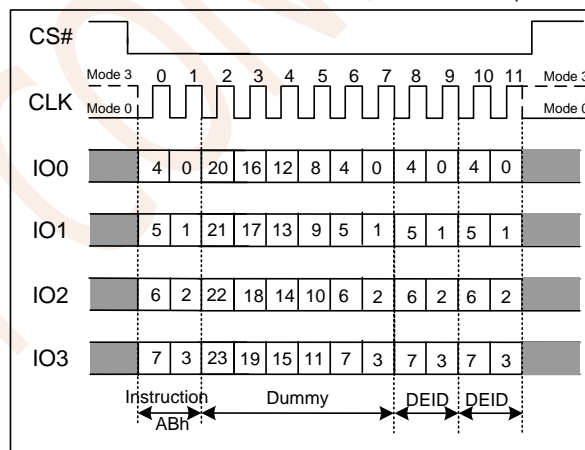 CS#
Mode 3 0 1 2 3 4 5 6 7 8 9 10 11 Mode 3
CLK
Mode 0 Mode 0
IO0 4 0 20 16 12 8 4 0 4 0 4 0
IO1 5 1 21 17 13 9 5 1 5 1 5 1
IO2 6 2 22 18 14 10 6 2 6 2 6 2
IO3 7 3 23 19 15 11 7 3 7 3 7 3
Instruction Dummy DEID DEID
ABh